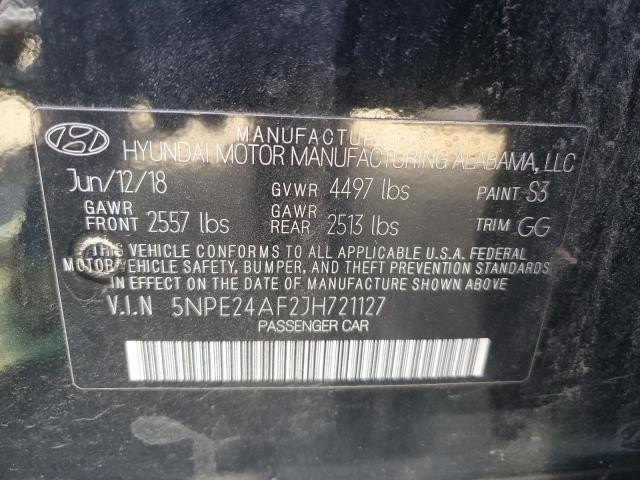 MANUFACTURED BY
HYUNDAI MOTOR MANUFACTURING ALABAMA, LLC
Jun/12/18 GVWR 4497 lbs PAINT S3
GAWR FRONT 2557 lbs GAWR REAR 2513 lbs TRIM GG
THIS VEHICLE CONFORMS TO ALL APPLICABLE U.S.A. FEDERAL
MOTOR VEHICLE SAFETY, BUMPER, AND THEFT PREVENTION STANDARDS
IN EFFECT ON THE DATE OF MANUFACTURE SHOWN ABOVE.
V.I.N 5NPE24AF2JH721127
PASSENGER CAR